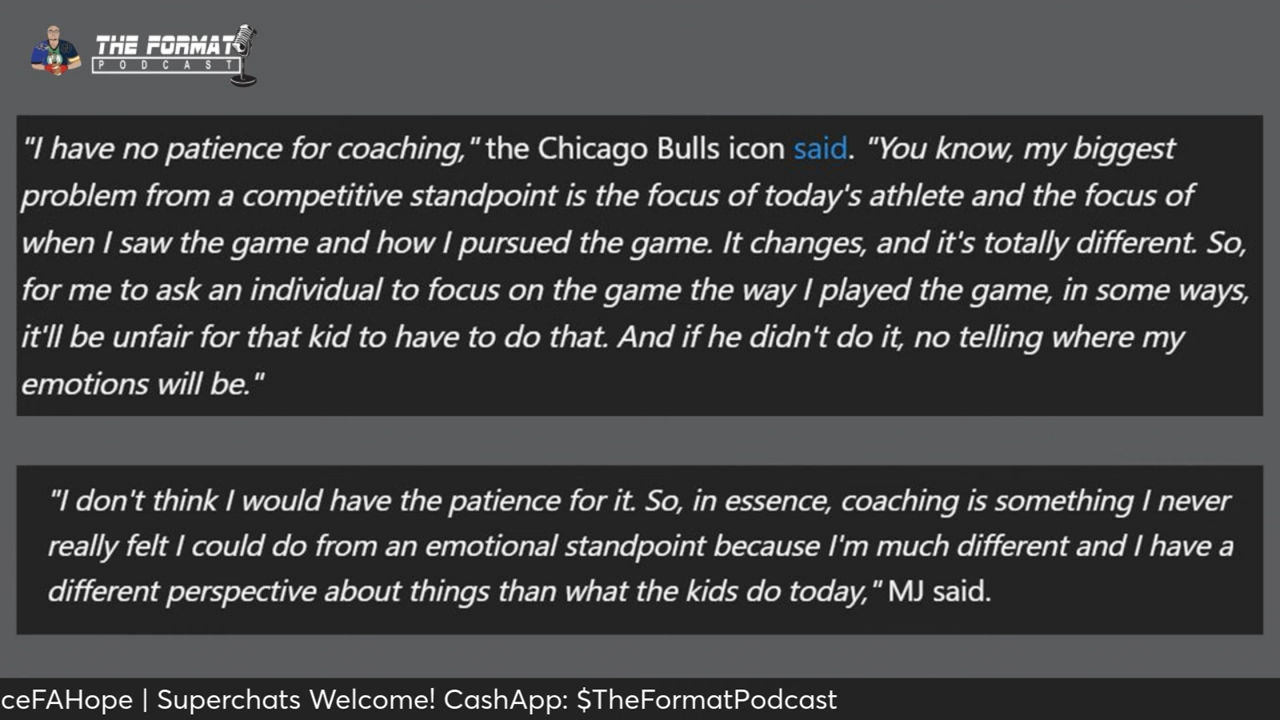 THE FORMAT
PODCAST
"I have no patience for coaching," the Chicago Bulls icon said. "You know, my biggest
problem from a competitive standpoint is the focus of today's athlete and the focus of
when I saw the game and how I pursued the game. It changes, and it's totally different. So,
for me to ask an individual to focus on the game the way I played the game, in some ways,
it'll be unfair for that kid to have to do that. And if he didn't do it, no telling where my
emotions will be."
"I don't think I would have the patience for it. So, in essence, coaching is something I never
really felt I could do from an emotional standpoint because I'm much different and I have a
different perspective about things than what the kids do today," MJ said.
ceFAHope | Superchats Welcome! CashApp: $TheFormatPodcast